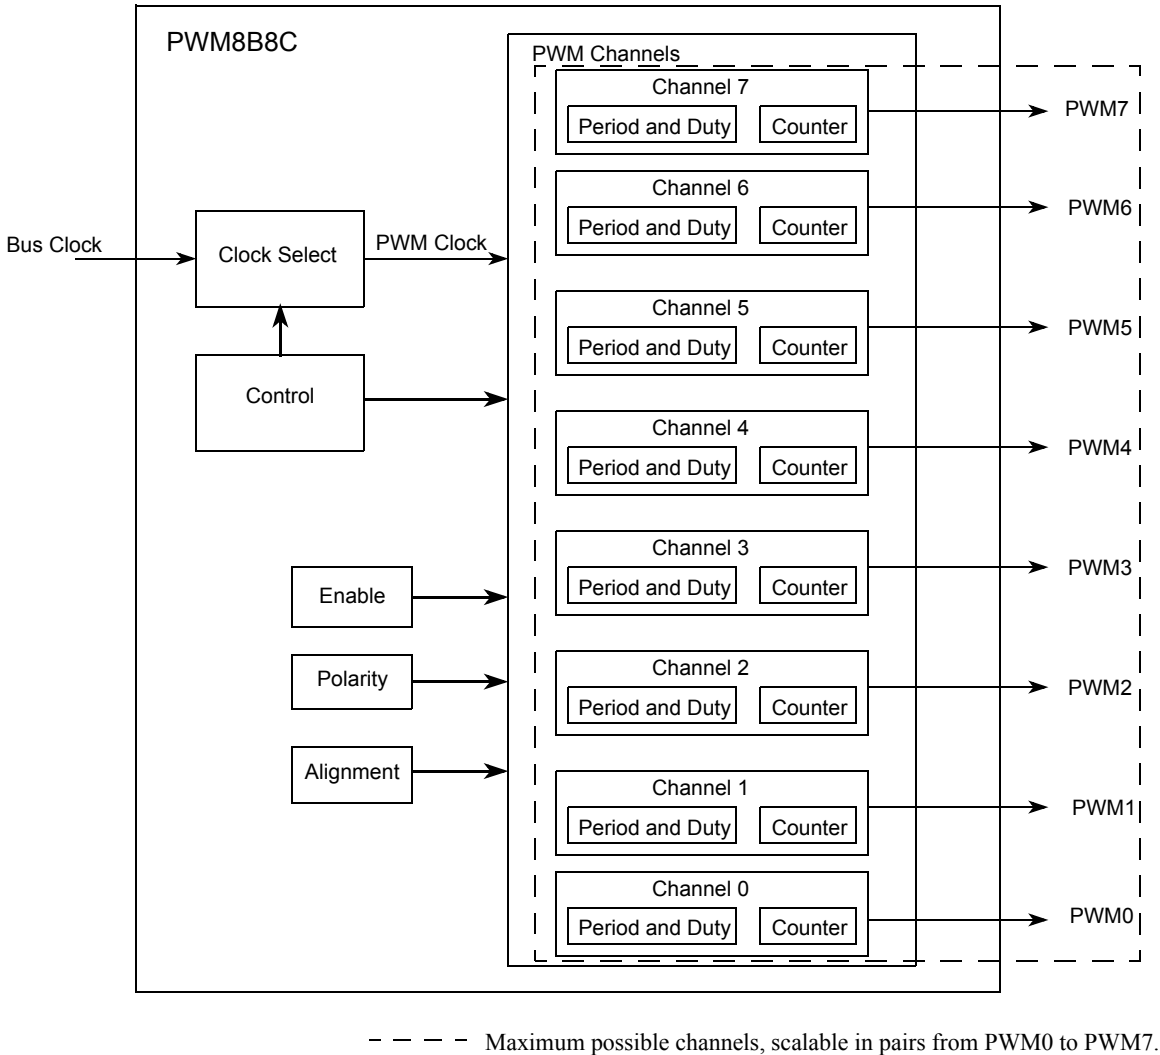 PWM8B8C
PWM Channels
Channel 7
Period and Duty
Counter
PWM7
Channel 6
Period and Duty
Counter
PWM6
Bus Clock
Clock Select
PWM Clock
Channel 5
Period and Duty
Counter
PWM5
Control
Channel 4
Period and Duty
Counter
PWM4
Channel 3
Period and Duty
Counter
PWM3
Enable
Channel 2
Period and Duty
Counter
PWM2
Polarity
Alignment
Channel 1
Period and Duty
Counter
PWM1
Channel 0
Period and Duty
Counter
PWM0
Maximum possible channels, scalable in pairs from PWM0 to PWM7.